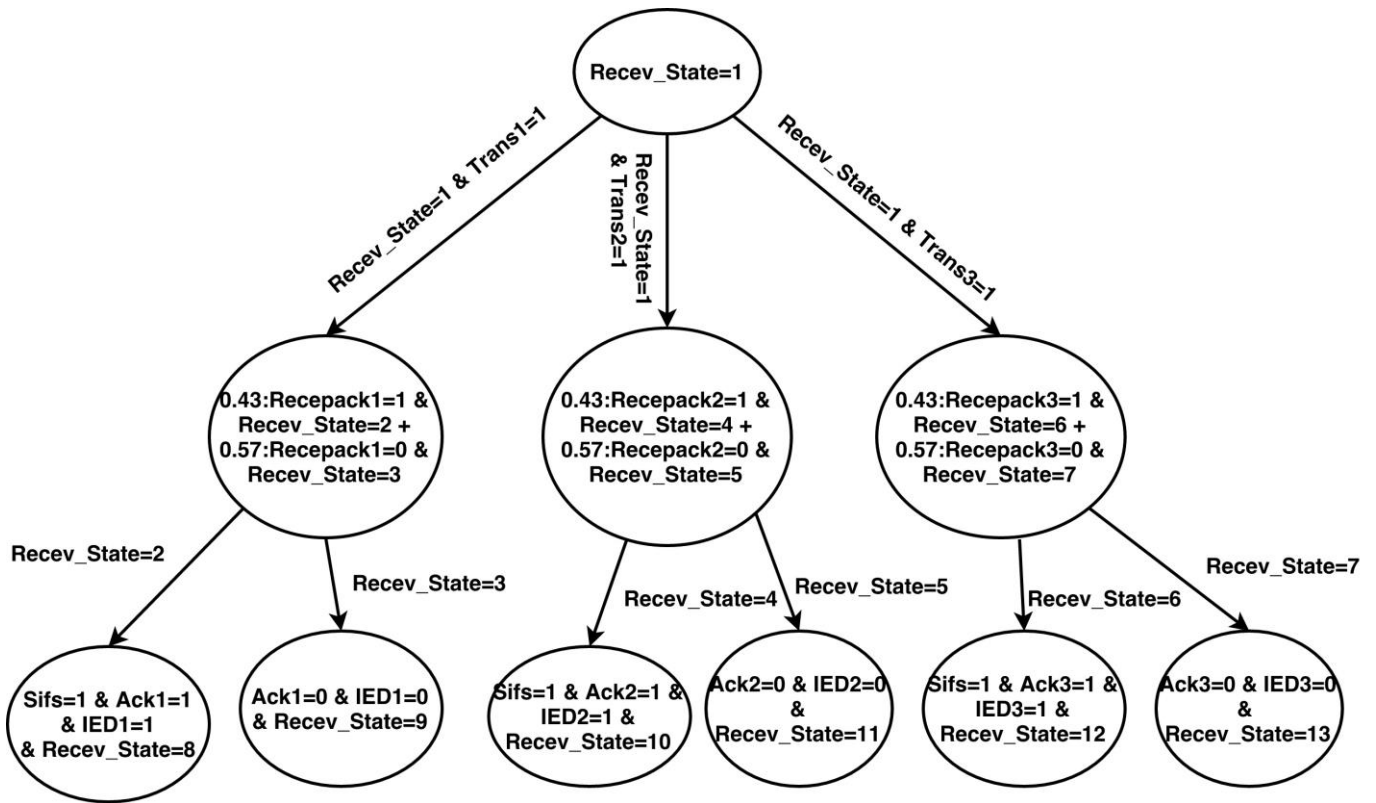 Recev_State=1
Recev_State=1 & Trans1=1
Recev_State=1
& Trans2=1
Recev_State=1 & Trans3=1
0.43:Recepack1=1 &
Recev_State=2 +
0.57:Recepack1=0 &
Recev_State=3
0.43:Recepack2=1 &
Recev_State=4 +
0.57:Recepack2=0 &
Recev_State=5
0.43:Recepack3=1 &
Recev_State=6 +
0.57:Recepack3=0 &
Recev_State=7
Recev_State=2
Recev_State=3
Recev_State=4
Recev_State=5
Recev_State=6
Recev_State=7
Sifs=1 & Ack1=1
& IED1=1
& Recev_State=8
Ack1=0 & IED1=0
& Recev_State=9
Sifs=1 & Ack2=1 &
IED2=1 &
Recev_State=10
Ack2=0 & IED2=0
&
Recev_State=11
Sifs=1 & Ack3=1 &
IED3=1 &
Recev_State=12
Ack3=0 & IED3=0
&
Recev_State=13